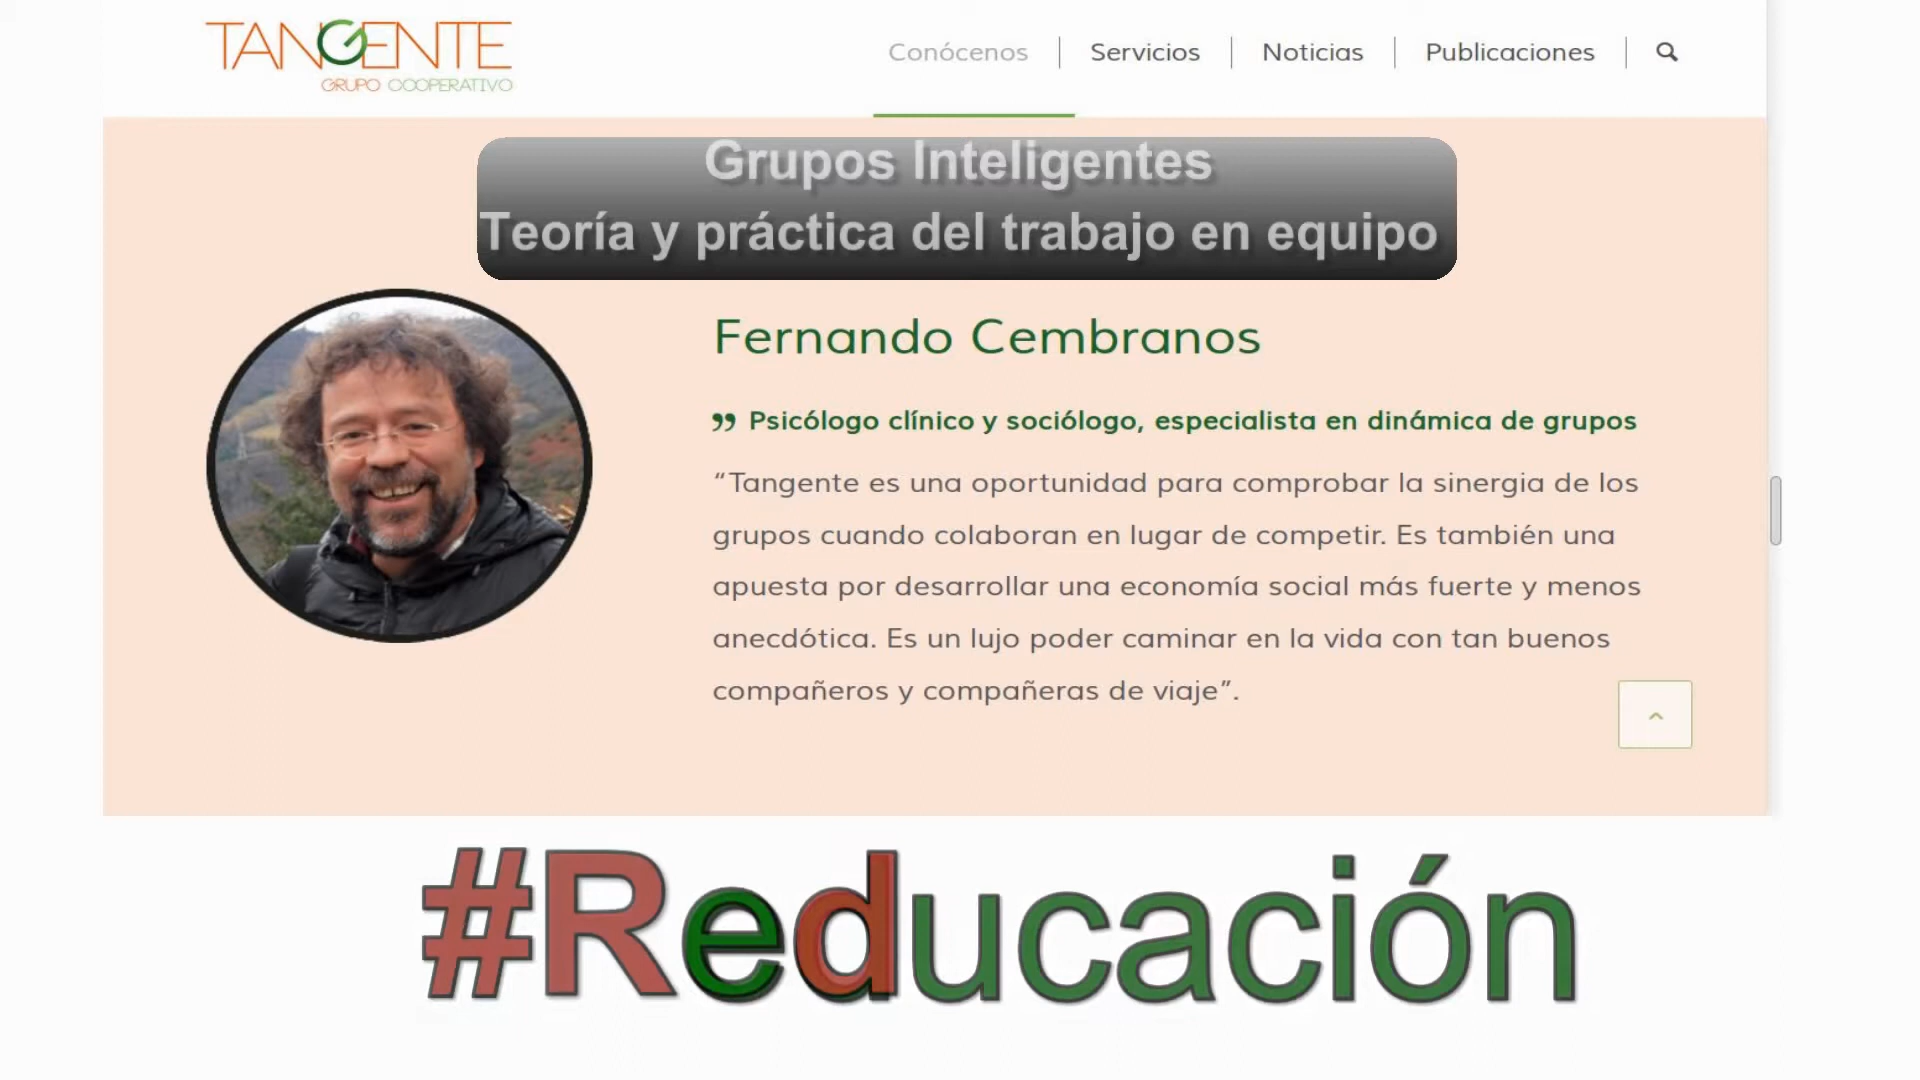 TANGENTE
GRUPO COOPERATIVO
Conócenos
Servicios
Noticias
Publicaciones
Grupos Inteligentes
Teoría y práctica del trabajo en equipo
Fernando Cembranos
” Psicólogo clínico y sociólogo, especialista en dinámica de grupos
“Tangente es una oportunidad para comprobar la sinergia de los
grupos cuando colaboran en lugar de competir. Es también una
apuesta por desarrollar una economía social más fuerte y menos
anecdótica. Es un lujo poder caminar en la vida con tan buenos
compañeros y compañeras de viaje”.
#Reducación